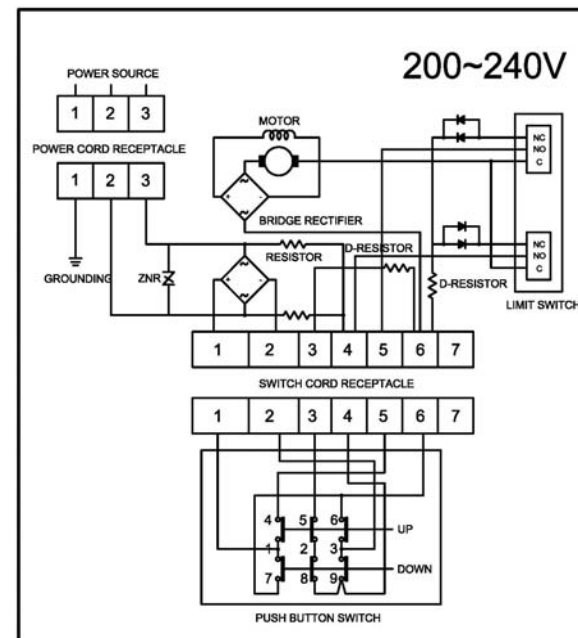 200~240V
POWER SOURCE
1 2 3
POWER CORD RECEPTACLE
1 2 3
GROUNDING
ZNR
MOTOR
+ -
BRIDGE RECTIFIER
RESISTOR
D-RESISTOR
+ -
NC
NO
C
NC
NO
C
D-RESISTOR
LIMIT SWITCH
1 2 3 4 5 6 7
SWITCH CORD RECEPTACLE
1 2 3 4 5 6 7
4 5 6
UP
1 2 3
DOWN
7 8 9
PUSH BUTTON SWITCH